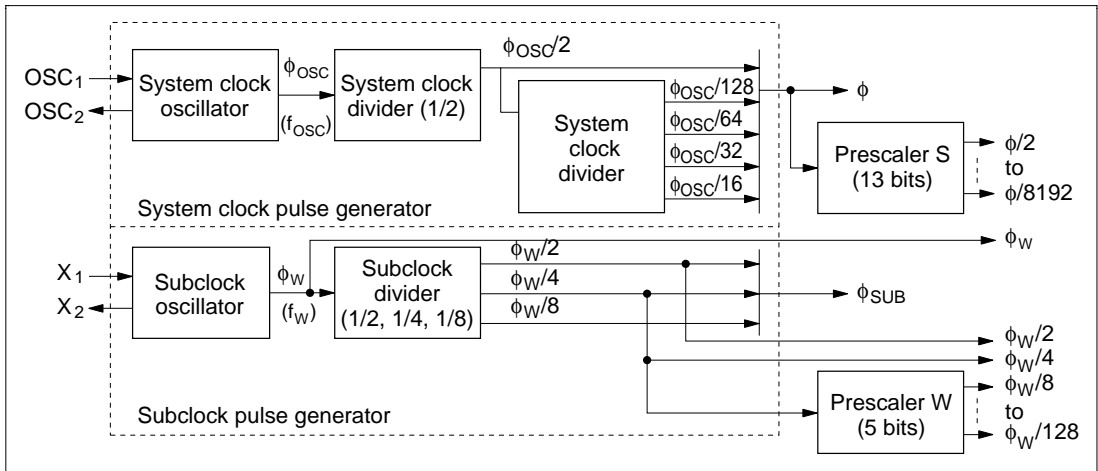 OSC1
OSC2
System clock
oscillator
ϕOSC
(fOSC)
System clock
divider (1/2)
ϕOSC/2
System
clock
divider
ϕOSC/128
ϕOSC/64
ϕOSC/32
ϕOSC/16
ϕ
Prescaler S
(13 bits)
ϕ/2
to
ϕ/8192
System clock pulse generator
X1
X2
Subclock
oscillator
ϕW
(fW)
Subclock
divider
(1/2, 1/4, 1/8)
ϕW/2
ϕW/4
ϕW/8
ϕW
ϕSUB
ϕW/2
ϕW/4
Prescaler W
(5 bits)
ϕW/8
to
ϕW/128
Subclock pulse generator